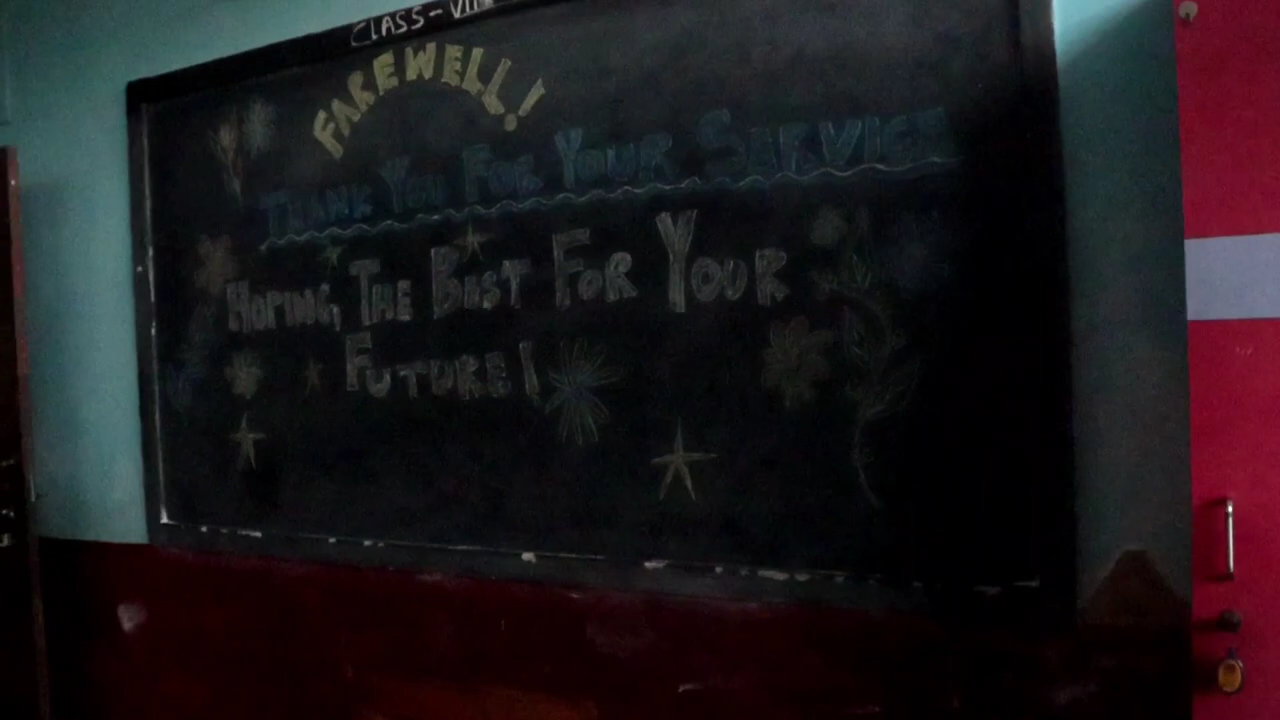 CLASS-VII
FAREWELL!
THANK YOU FOR YOUR SERVICE
HOPING THE BEST FOR YOUR
FUTURE!